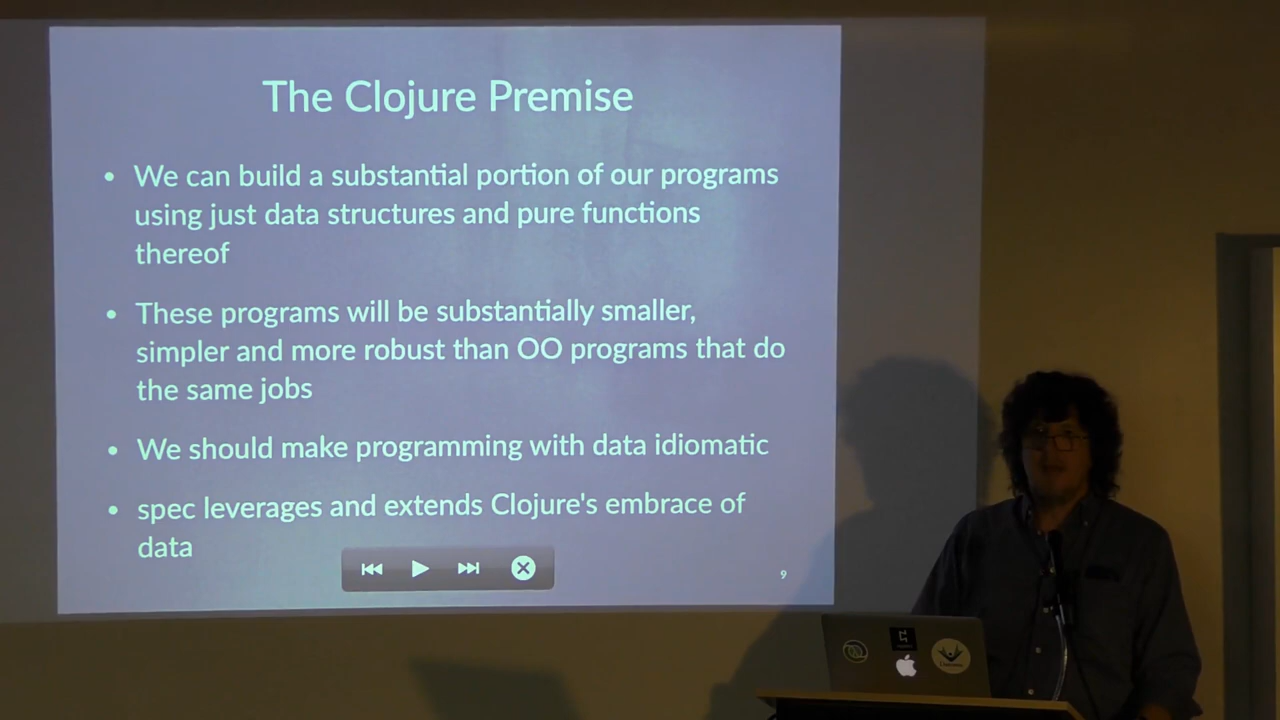 The Clojure Premise
• We can build a substantial portion of our programs
using just data structures and pure functions
thereof
• These programs will be substantially smaller,
simpler and more robust than OO programs that do
the same jobs
• We should make programming with data idiomatic
• spec leverages and extends Clojure's embrace of
data
9